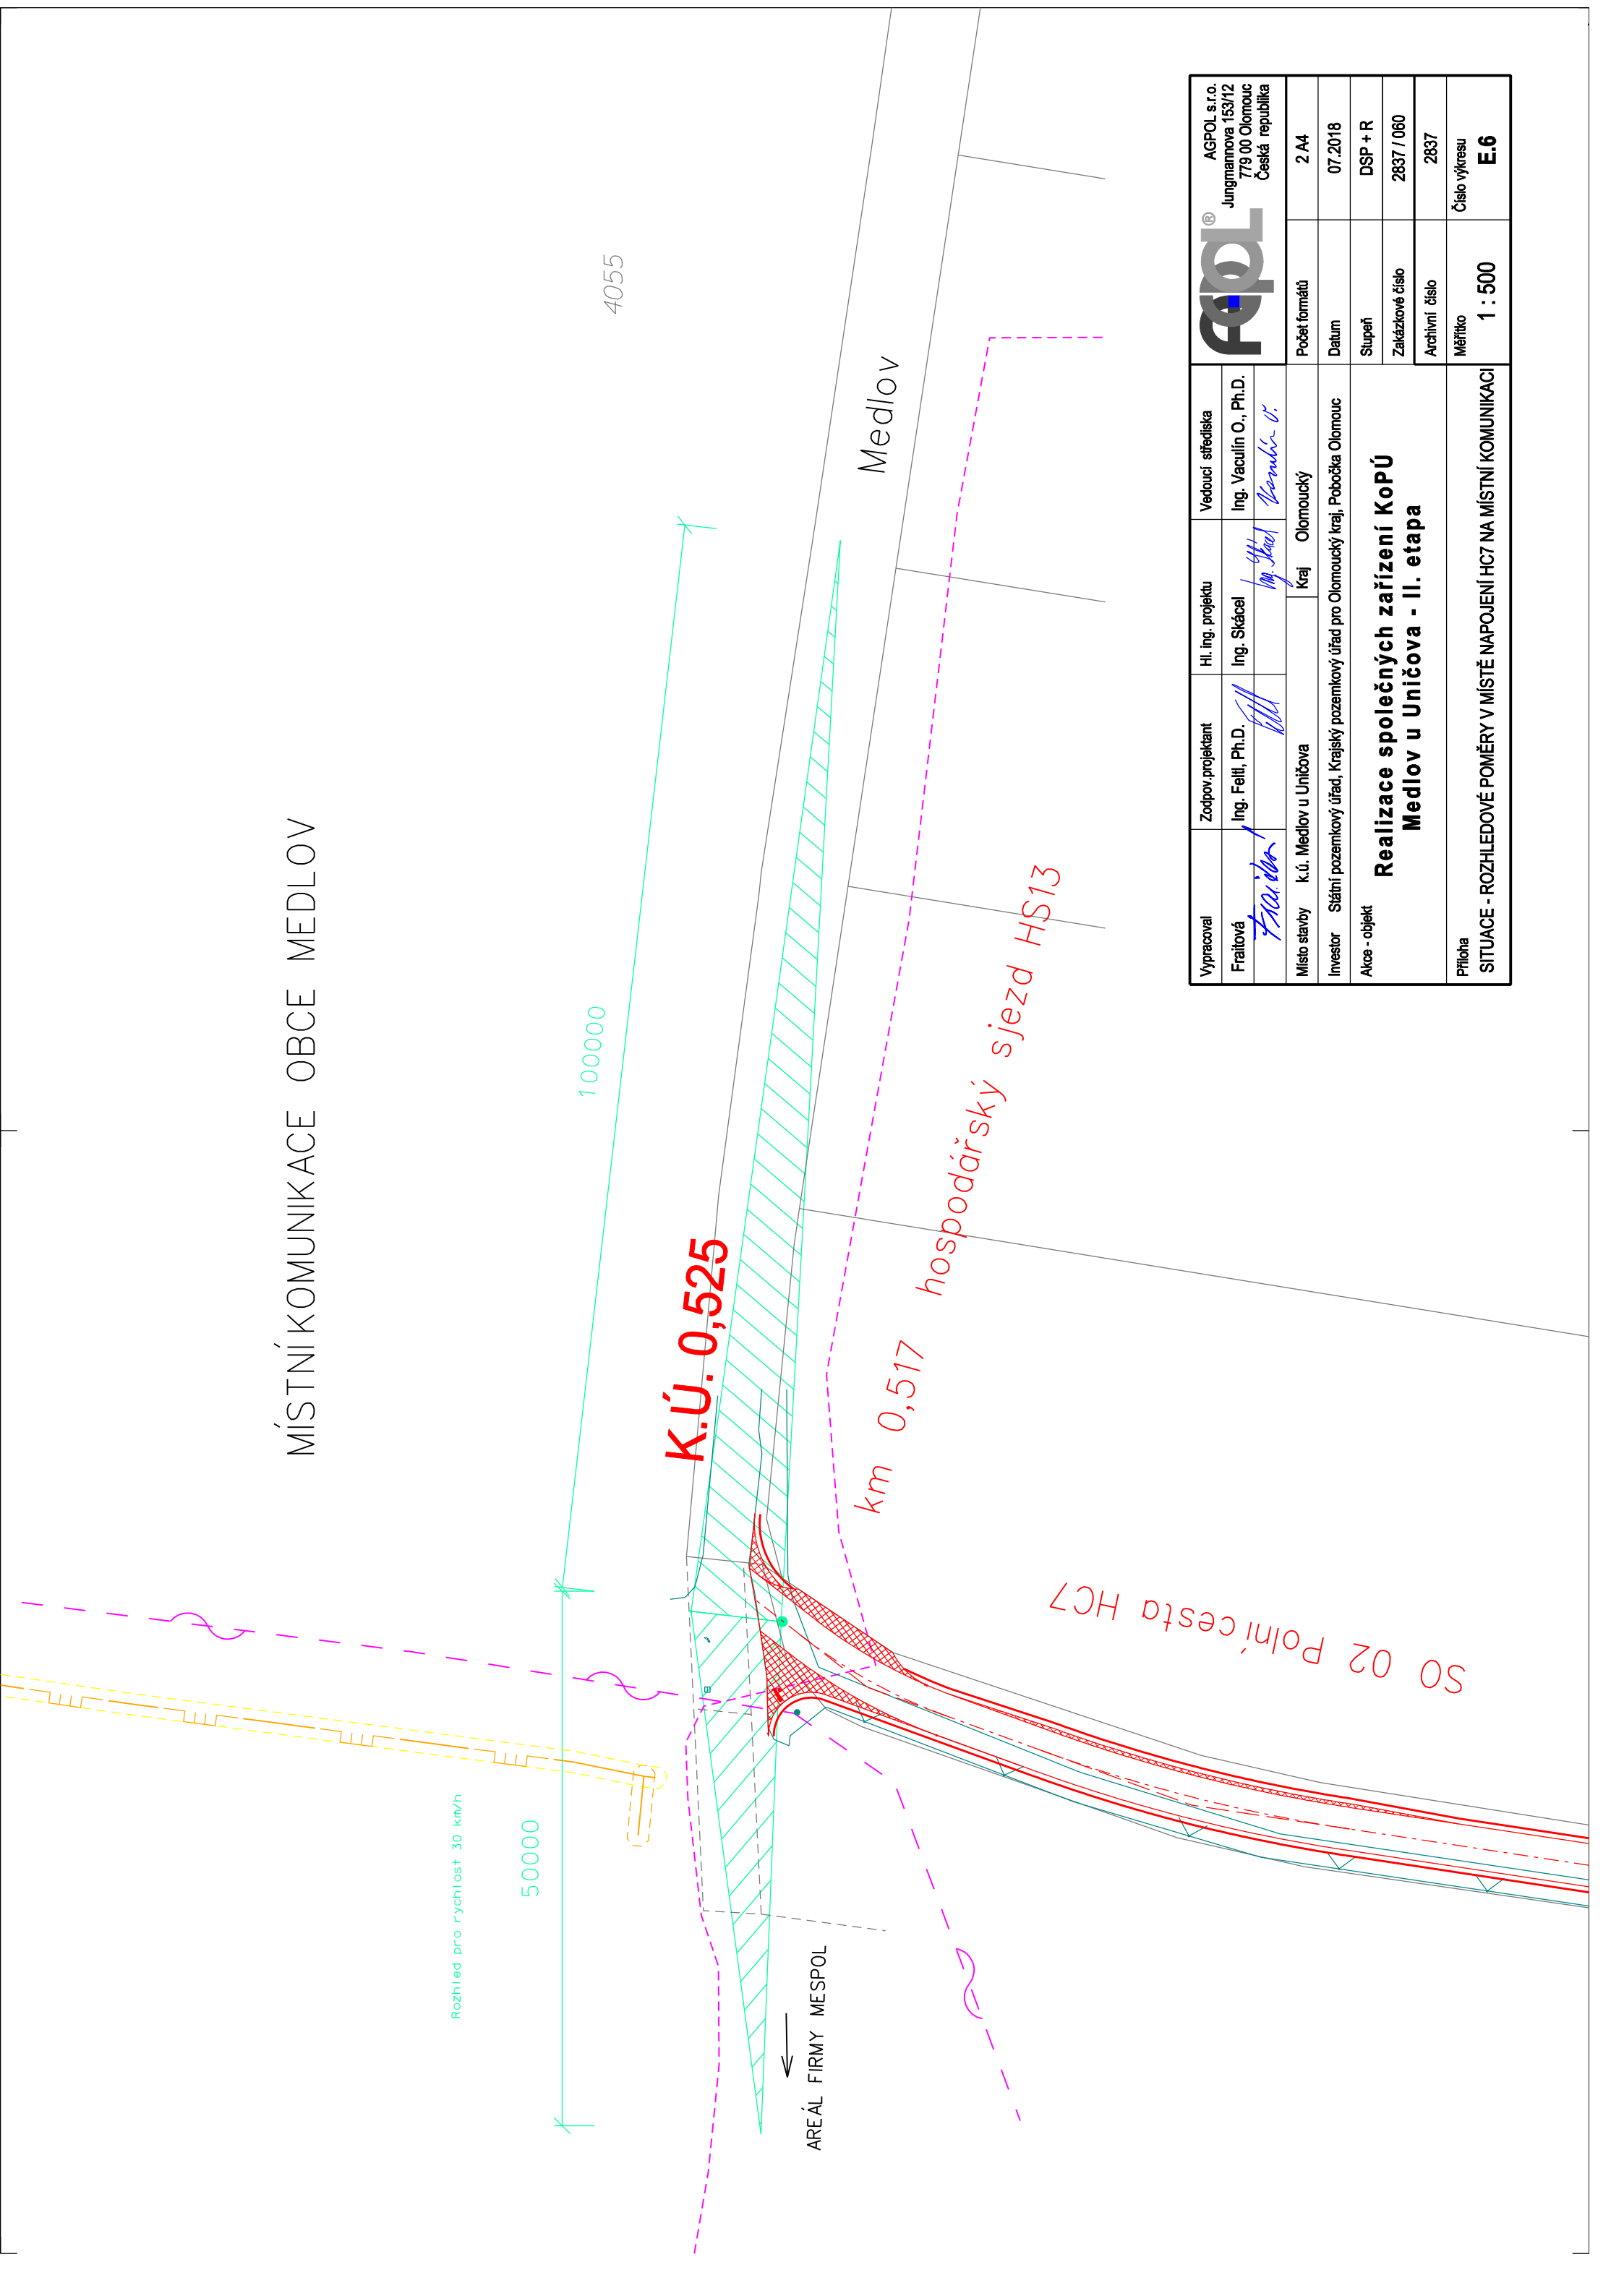 MÍSTNÍ KOMUNIKACE OBCE MEDLOV
4055
Medlov
100000
K.Ú. 0,525
km 0,517 hospodářský sjezd HS13
Rozhled pro rychlost 30 km/h
50000
AREÁL FIRMY MESPOL
SO 02 Polní cesta HC7
Vypracoval
Zodpov.projektant
Hl. ing. projektu
Vedoucí střediska
Fraitová
Ing. Feltl, Ph.D.
Ing. Skácel
Ing. Vaculín O., Ph.D.
AGPOL s.r.o.
Jungmannova 153/12
779 00 Olomouc
Česká republika
AGPOL®
Místo stavby k.ú. Medlov u Uničova
Kraj Olomoucký
Počet formátů 2 A4
Investor Státní pozemkový úřad, Krajský pozemkový úřad pro Olomoucký kraj, Pobočka Olomouc
Datum 07.2018
Akce - objekt
Realizace společných zařízení KoPÚ
Medlov u Uničova - II. etapa
Stupeň DSP + R
Zakázkové číslo 2837 / 060
Archivní číslo 2837
Příloha
SITUACE - ROZHLEDOVÉ POMĚRY V MÍSTĚ NAPOJENÍ HC7 NA MÍSTNÍ KOMUNIKACI
Měřítko
1 : 500
Číslo výkresu
E.6